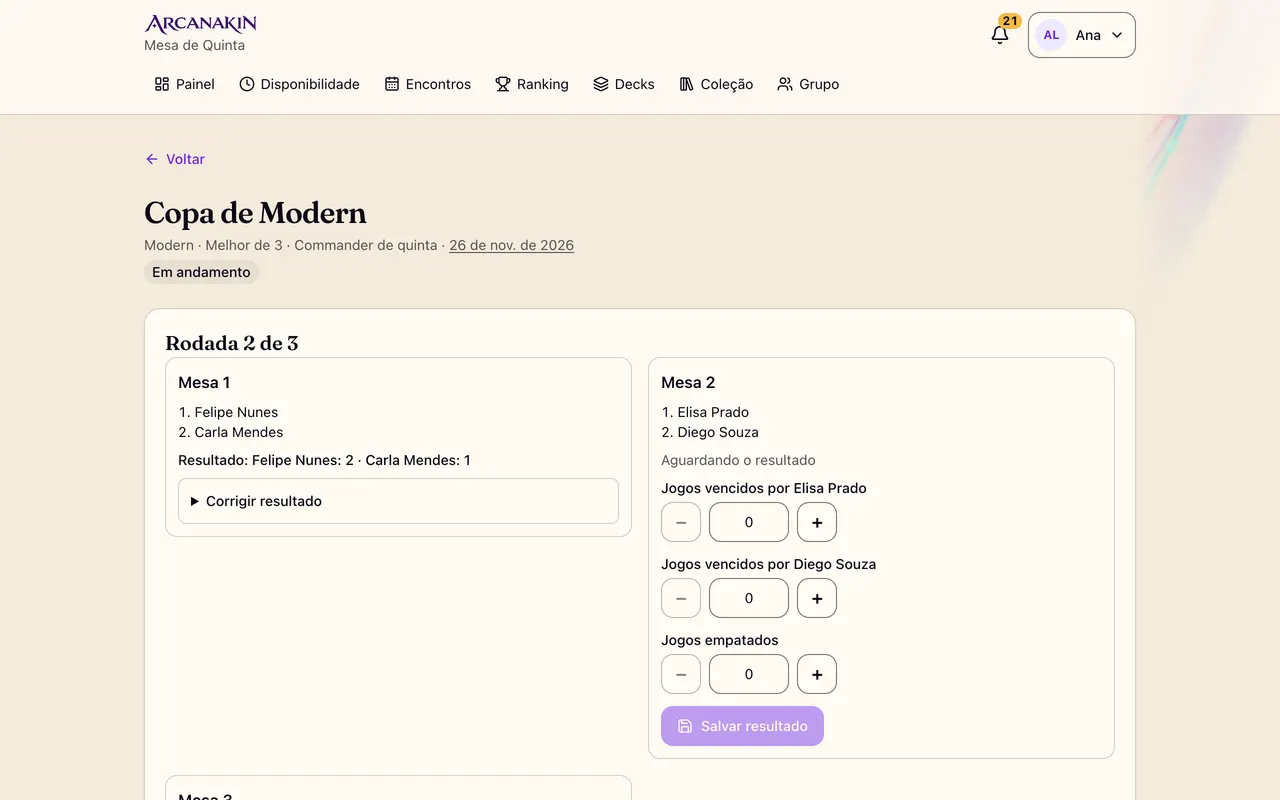 ARCANAKIN
Mesa de Quinta
21
AL Ana
Painel Disponibilidade Encontros Ranking Decks Coleção Grupo
Voltar
Copa de Modern
Modern · Melhor de 3 · Commander de quinta · 26 de nov. de 2026
Em andamento
Rodada 2 de 3
Mesa 1
1. Felipe Nunes
2. Carla Mendes
Resultado: Felipe Nunes: 2 · Carla Mendes: 1
Corrigir resultado
Mesa 2
1. Elisa Prado
2. Diego Souza
Aguardando o resultado
Jogos vencidos por Elisa Prado
− 0 +
Jogos vencidos por Diego Souza
− 0 +
Jogos empatados
− 0 +
Salvar resultado
Mesa 3